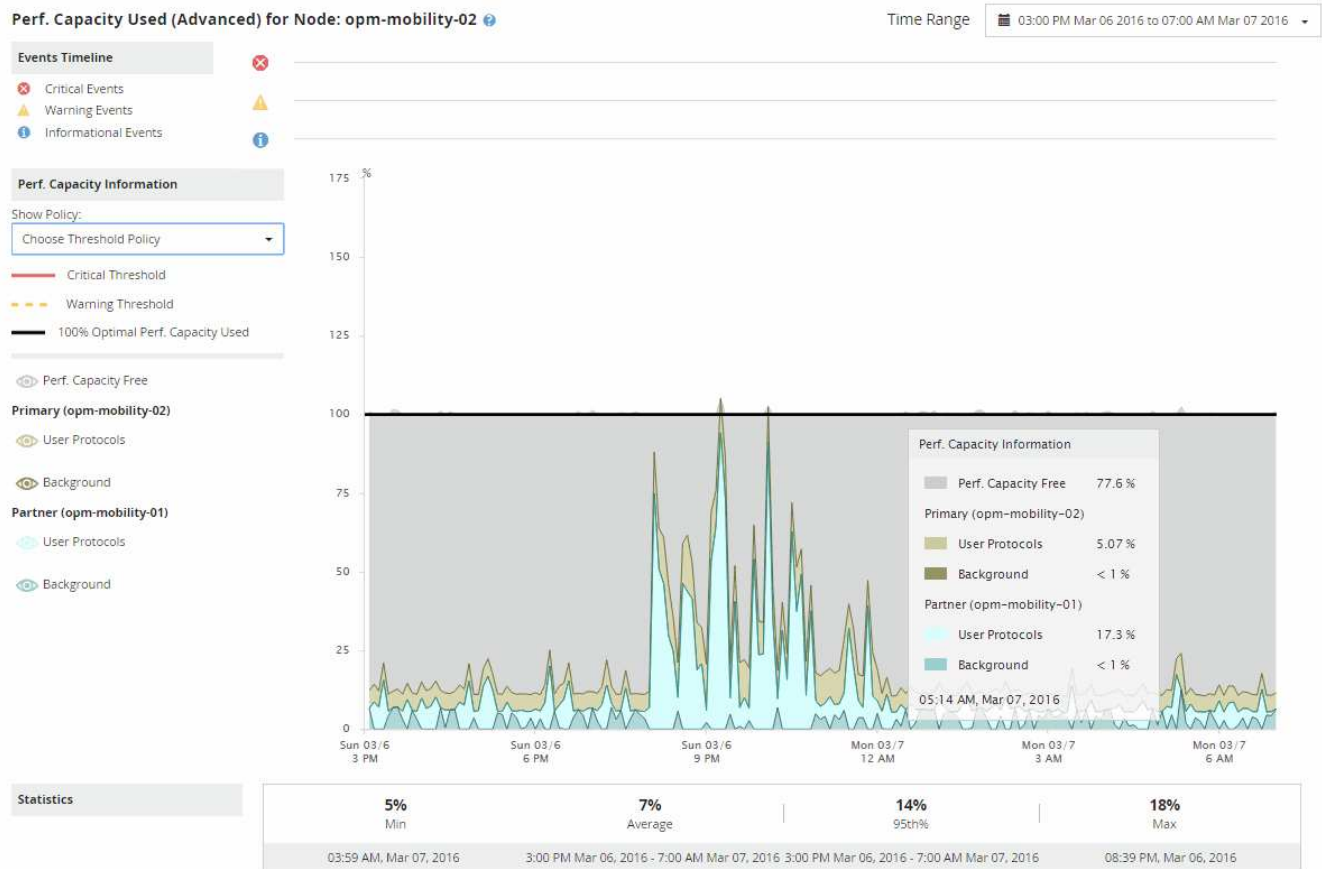 Perf. Capacity Used (Advanced) for Node: opm-mobility-02 ?
Time Range
03:00 PM Mar 06 2016 to 07:00 AM Mar 07 2016
Events Timeline
Critical Events
Warning Events
Informational Events
Perf. Capacity Information
Show Policy:
Choose Threshold Policy
Critical Threshold
Warning Threshold
100% Optimal Perf. Capacity Used
Perf. Capacity Free
Primary (opm-mobility-02)
User Protocols
Background
Partner (opm-mobility-01)
User Protocols
Background
%
175
150
125
100
75
50
25
0
Sun 03/6 Sun 03/6 Sun 03/6 Mon 03/7 Mon 03/7 Mon 03/7
3 PM 6 PM 9 PM 12 AM 3 AM 6 AM
Perf. Capacity Information
Perf. Capacity Free 77.6 %
Primary (opm-mobility-02)
User Protocols 5.07 %
Background < 1 %
Partner (opm-mobility-01)
User Protocols 17.3 %
Background < 1 %
05:14 AM, Mar 07, 2016
Statistics
5% 7% 14% 18%
Min Average 95th% Max
03:59 AM, Mar 07, 2016 3:00 PM Mar 06, 2016 - 7:00 AM Mar 07, 2016 3:00 PM Mar 06, 2016 - 7:00 AM Mar 07, 2016 08:39 PM, Mar 06, 2016